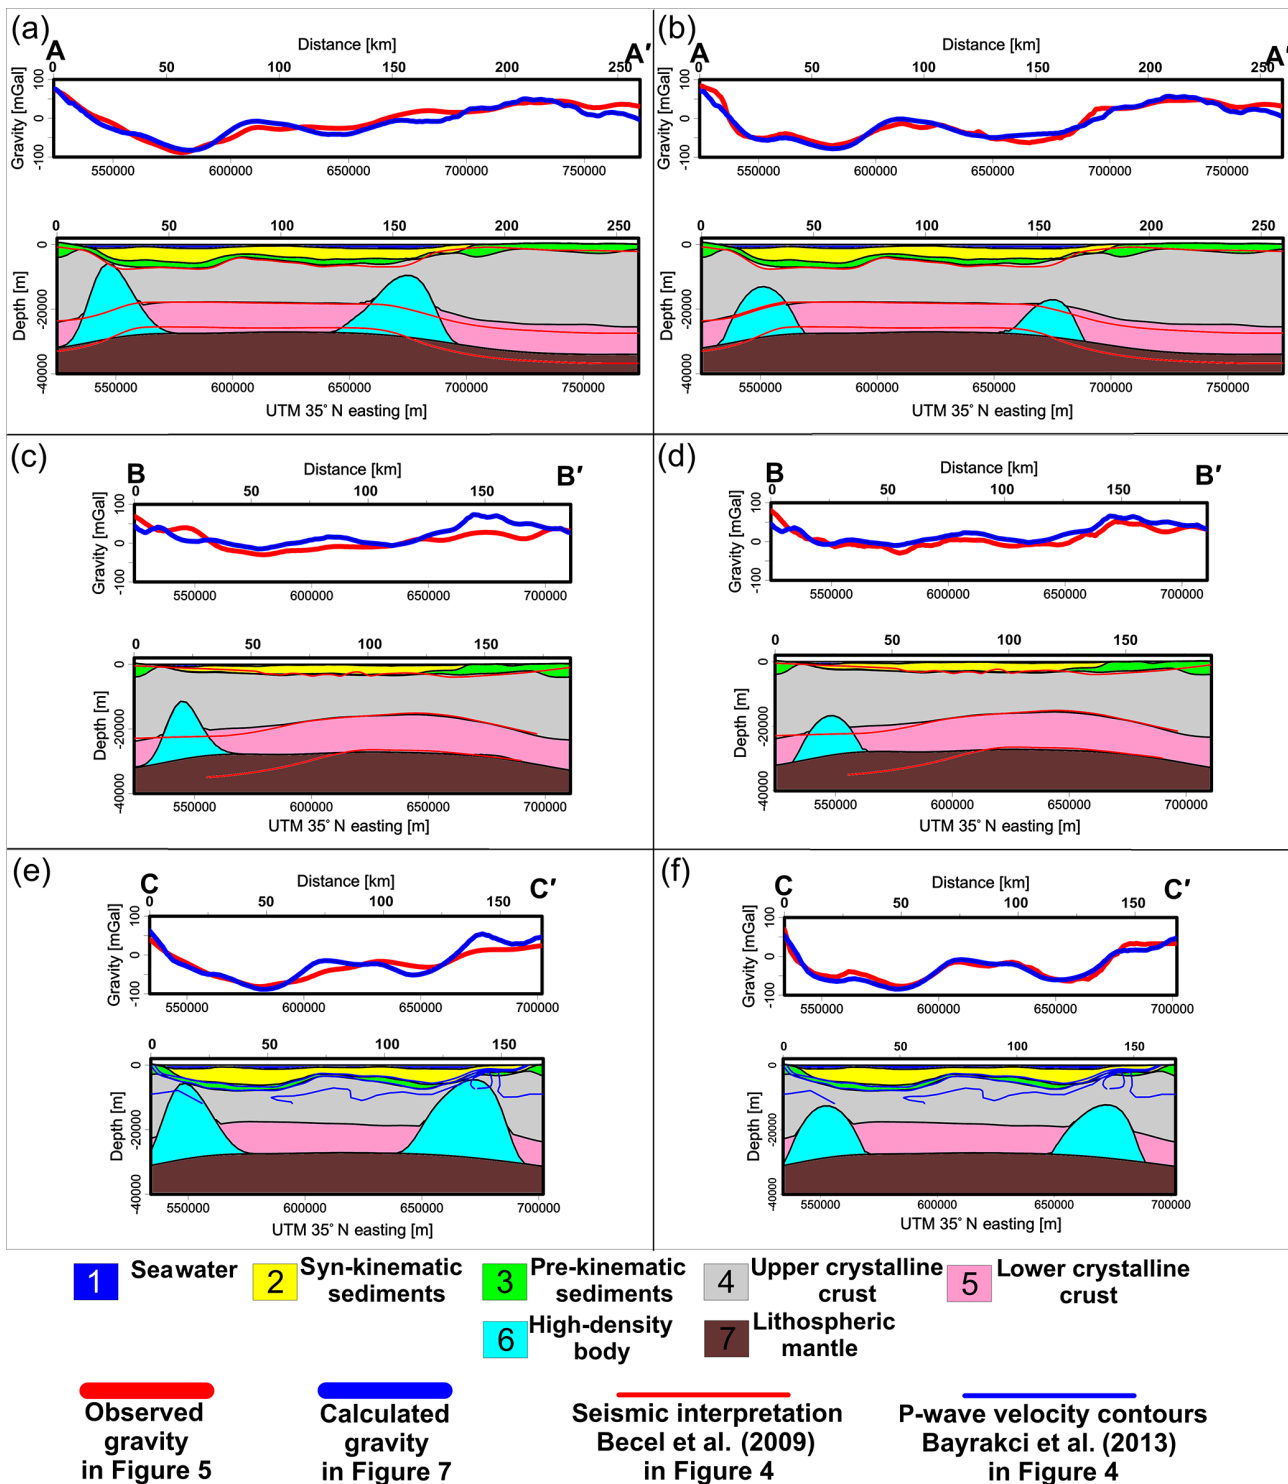 (a)
A
Distance [km]
A′
0 50 100 150 200 250
Gravity [mGal]
100
-100
550000 600000 650000 700000 750000
0 50 100 150 200 250
Depth [m]
0
-20000
-40000
550000 600000 650000 700000 750000
UTM 35° N easting [m]
(b)
A
Distance [km]
A′
0 50 100 150 200 250
Gravity [mGal]
100
-100
550000 600000 650000 700000 750000
0 50 100 150 200 250
Depth [m]
0
-20000
-40000
550000 600000 650000 700000 750000
UTM 35° N easting [m]
(c)
B
Distance [km]
B′
0 50 100 150
Gravity [mGal]
100
0
-100
550000 600000 650000 700000
0 50 100 150
Depth [m]
0
-20000
-40000
550000 600000 650000 700000
UTM 35° N easting [m]
(d)
B
Distance [km]
B′
0 50 100 150
Gravity [mGal]
100
0
-100
550000 600000 650000 700000
0 50 100 150
Depth [m]
0
-20000
-40000
550000 600000 650000 700000
UTM 35° N easting [m]
(e)
C
Distance [km]
C′
0 50 100 150
Gravity [mGal]
100
0
-100
550000 600000 650000 700000
0 50 100 150
Depth [m]
0
-20000
-40000
550000 600000 650000 700000
UTM 35° N easting [m]
(f)
C
Distance [km]
C′
0 50 100 150
Gravity [mGal]
100
0
-100
550000 600000 650000 700000
0 50 100 150
Depth [m]
0
-20000
-40000
550000 600000 650000 700000
UTM 35° N easting [m]
1 Seawater
2 Syn-kinematic
sediments
3 Pre-kinematic
sediments
4 Upper crystalline
crust
5 Lower crystalline
crust
6 High-density
body
7 Lithospheric
mantle
Observed
gravity
in Figure 5
Calculated
gravity
in Figure 7
Seismic interpretation
Becel et al. (2009)
in Figure 4
P-wave velocity contours
Bayrakci et al. (2013)
in Figure 4